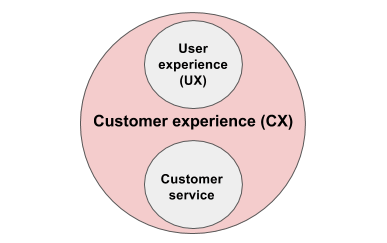 User
experience
(UX)
Customer experience (CX)
Customer
service